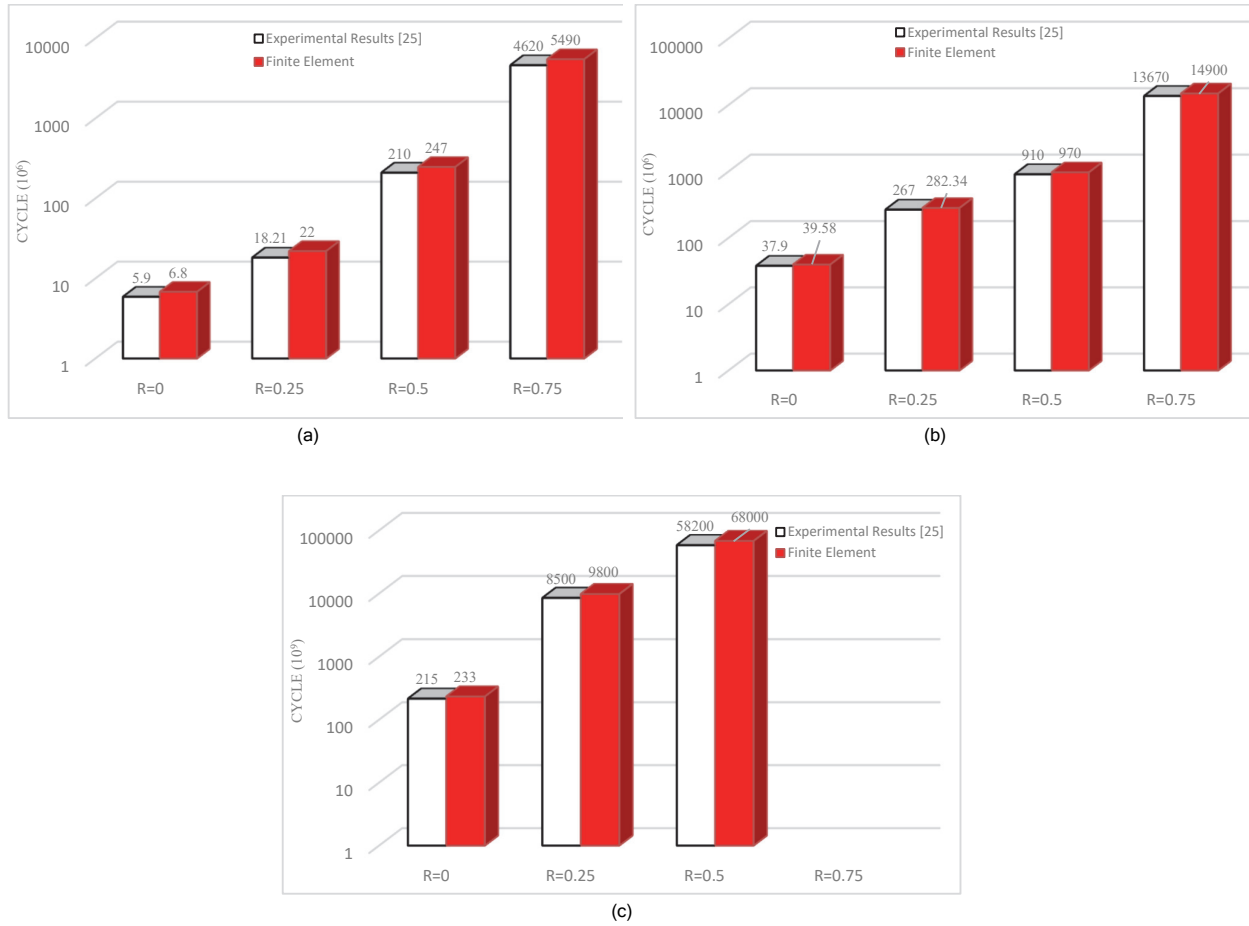 Experimental Results [25]
Finite Element
CYCLE (10⁶)
10000
1000
100
10
1
5.9
6.8
18.21
22
210
247
4620
5490
R=0
R=0.25
R=0.5
R=0.75
(a)
Experimental Results [25]
Finite Element
CYCLE (10⁶)
100000
10000
1000
100
10
1
37.9
39.58
267
282.34
910
970
13670
14900
R=0
R=0.25
R=0.5
R=0.75
(b)
Experimental Results [25]
Finite Element
CYCLE (10⁹)
100000
10000
1000
100
10
1
215
233
8500
9800
58200
68000
R=0
R=0.25
R=0.5
R=0.75
(c)